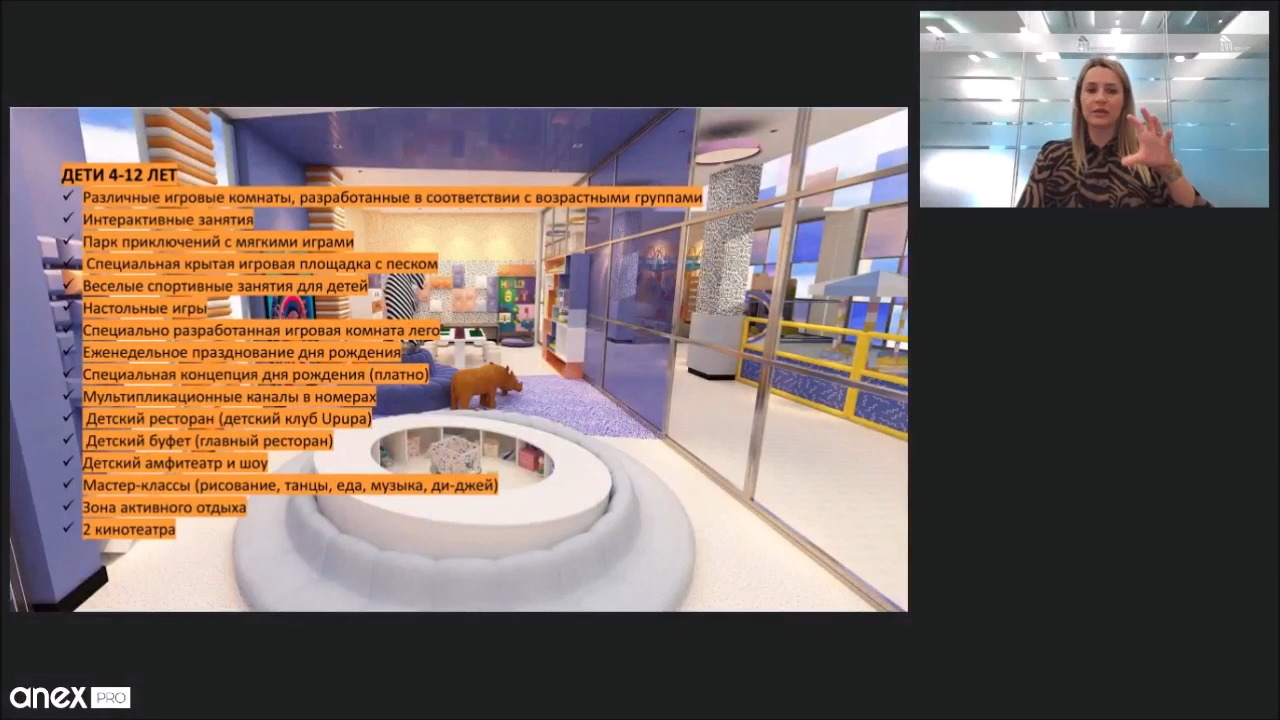 ДЕТИ 4-12 ЛЕТ
Различные игровые комнаты, разработанные в соответствии с возрастными группами
Интерактивные занятия
Парк приключений с мягкими играми
Специальная крытая игровая площадка с песком
Веселые спортивные занятия для детей
Настольные игры
Специально разработанная игровая комната лего
Еженедельное празднование дня рождения
Специальная концепция дня рождения (платно)
Мультипликационные каналы в номерах
Детский ресторан (детский клуб Upupa)
Детский буфет (главный ресторан)
Детский амфитеатр и шоу
Мастер-классы (рисование, танцы, еда, музыка, ди-джей)
Зона активного отдыха
2 кинотеатра
anex PRO